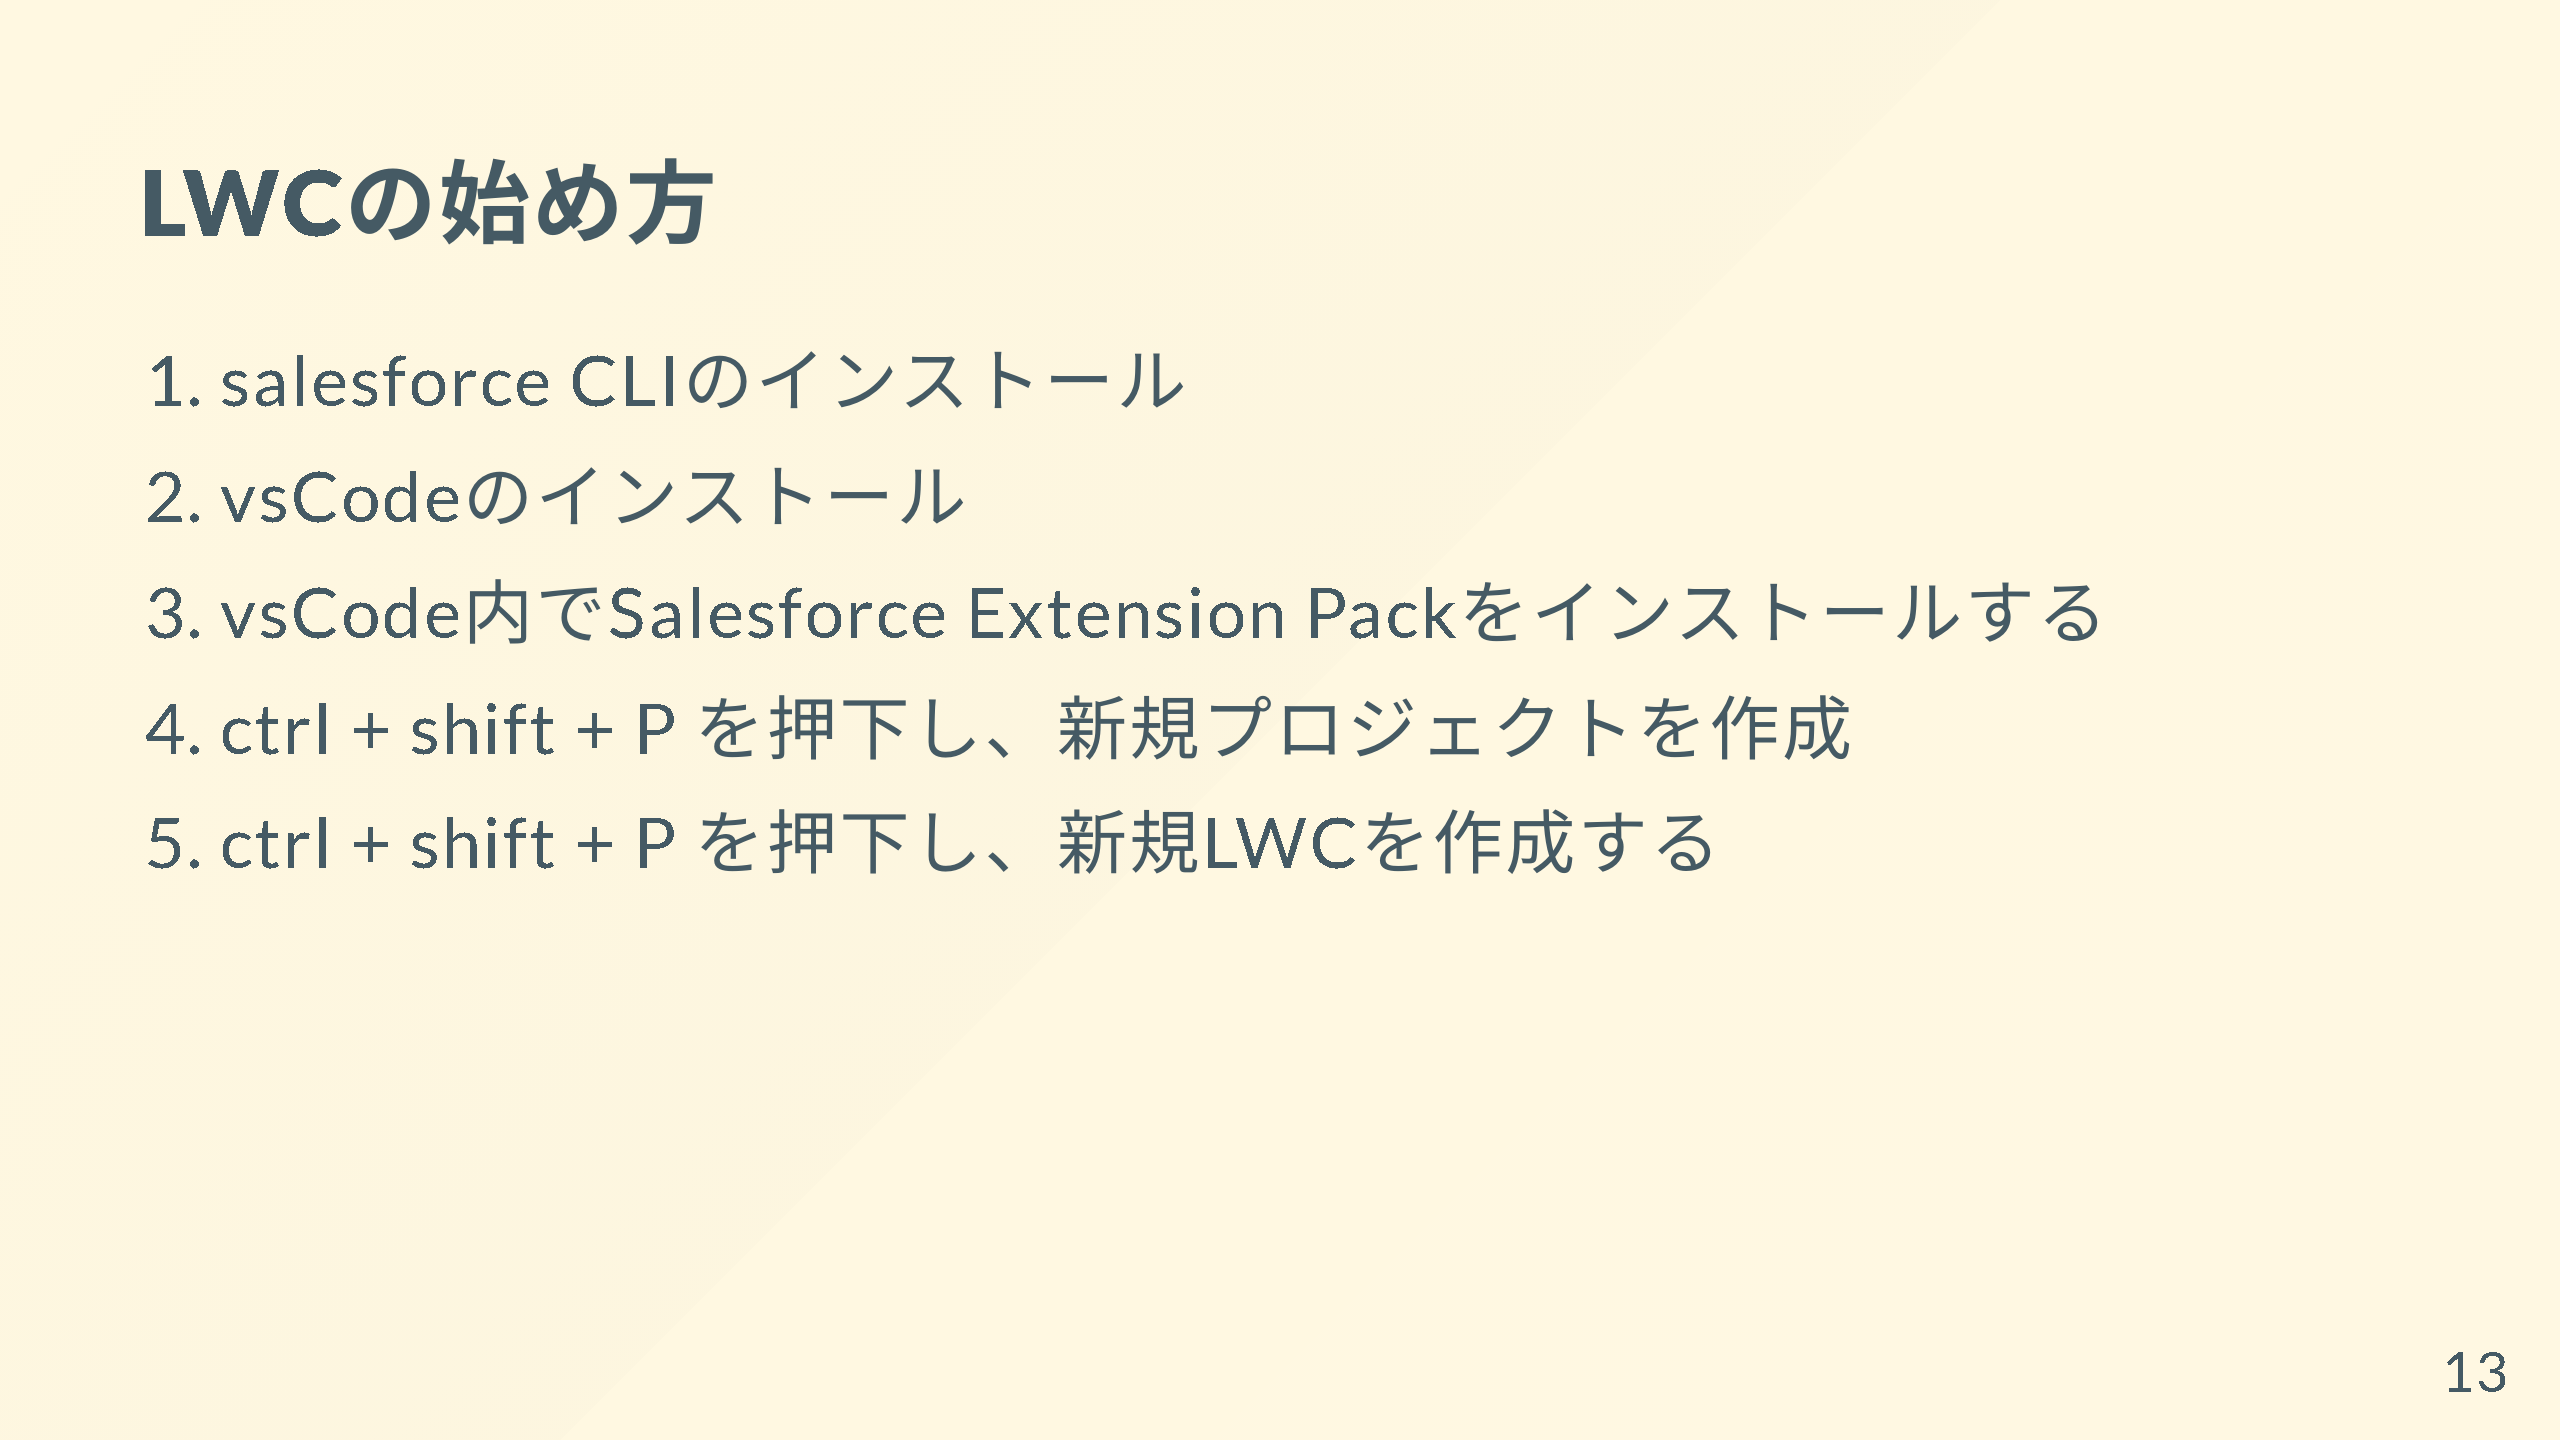 LWCの始め方
1. salesforce CLIのインストール
2. vsCodeのインストール
3. vsCode内でSalesforce Extension Packをインストールする
4. ctrl + shift + P を押下し、新規プロジェクトを作成
5. ctrl + shift + P を押下し、新規LWCを作成する
13